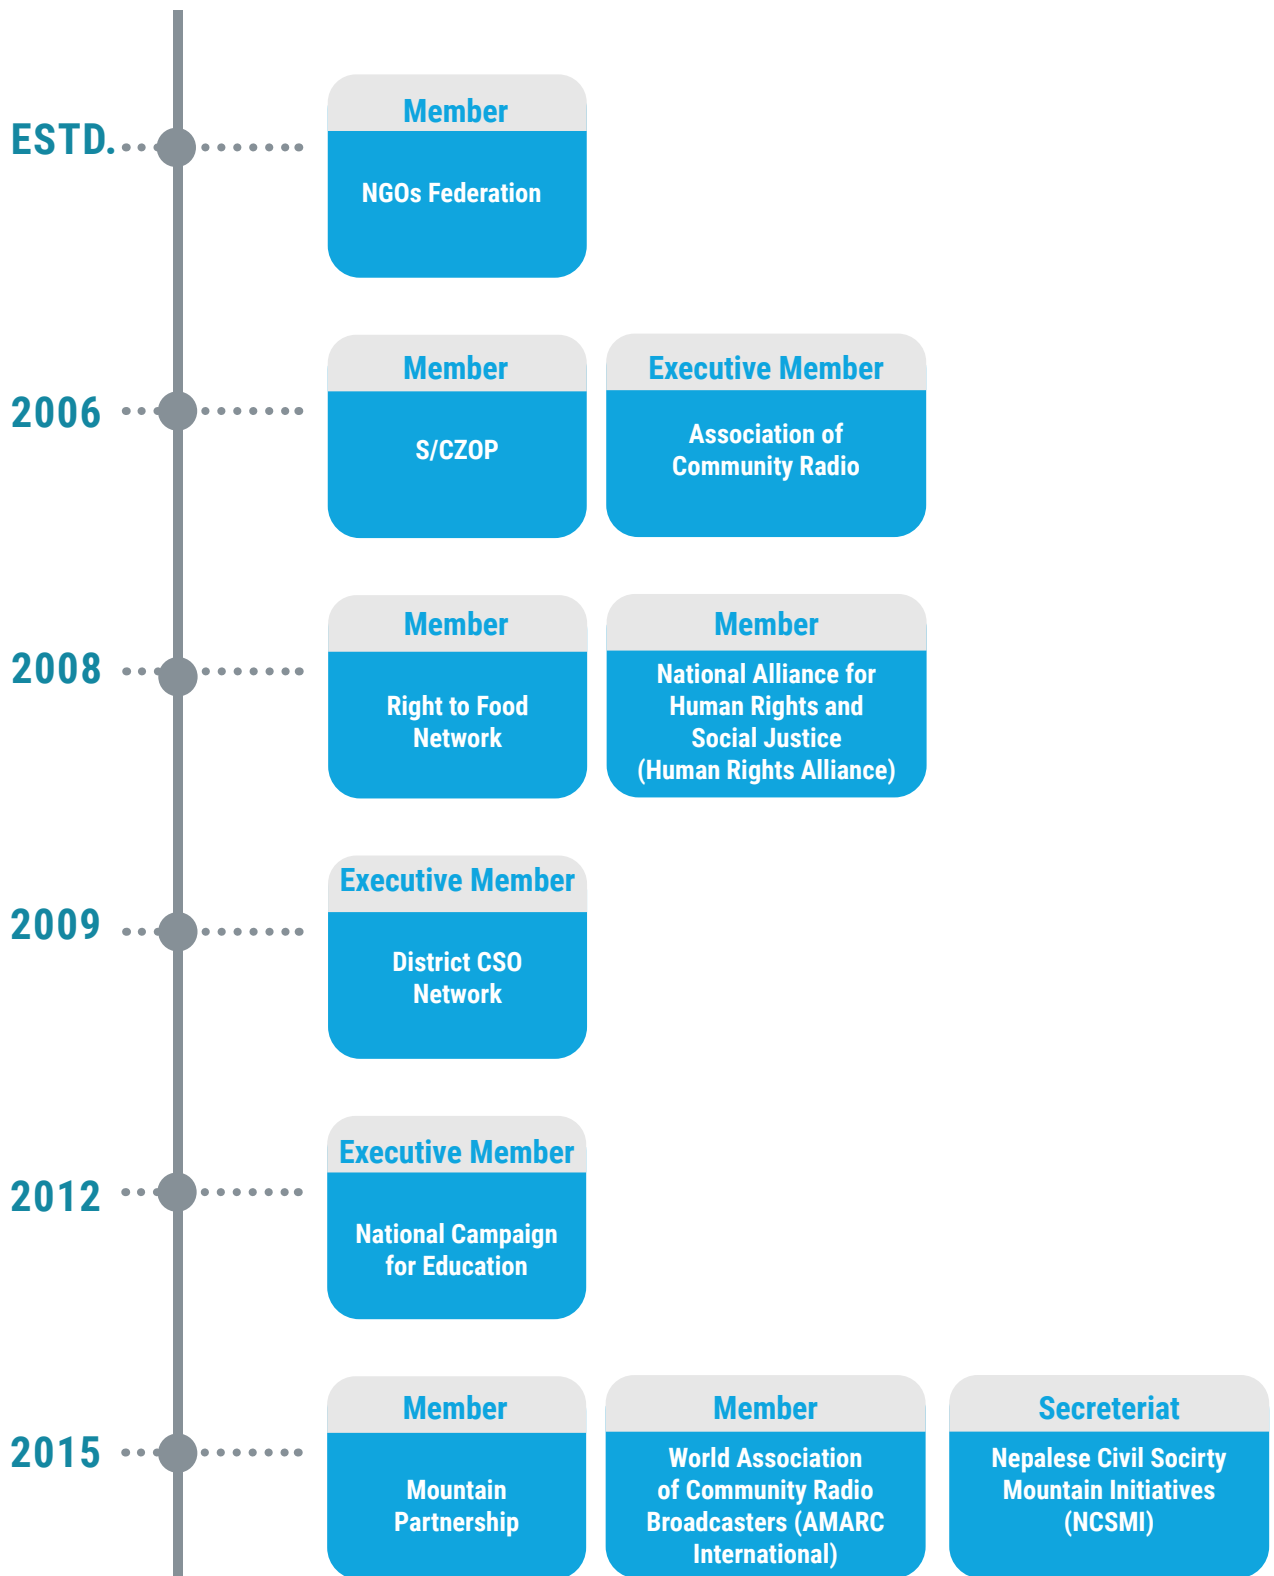 ESTD.
Member
NGOs Federation
2006
Member
S/CZOP
Executive Member
Association of
Community Radio
2008
Member
Right to Food
Network
Member
National Alliance for
Human Rights and
Social Justice
(Human Rights Alliance)
2009
Executive Member
District CSO
Network
2012
Executive Member
National Campaign
for Education
2015
Member
Mountain
Partnership
Member
World Association
of Community Radio
Broadcasters (AMARC
International)
Secreteriat
Nepalese Civil Socirty
Mountain Initiatives
(NCSMI)